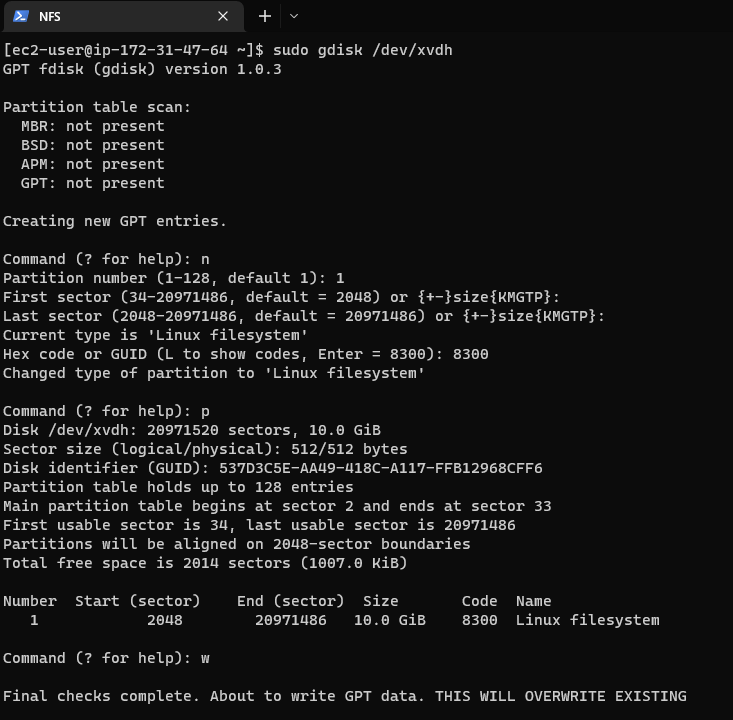 NFS
[ec2-user@ip-172-31-47-64 ~]$ sudo gdisk /dev/xvdh
GPT fdisk (gdisk) version 1.0.3
Partition table scan:
  MBR: not present
  BSD: not present
  APM: not present
  GPT: not present
Creating new GPT entries.
Command (? for help): n
Partition number (1-128, default 1): 1
First sector (34-20971486, default = 2048) or {+-}size{KMGTP}:
Last sector (2048-20971486, default = 20971486) or {+-}size{KMGTP}:
Current type is 'Linux filesystem'
Hex code or GUID (L to show codes, Enter = 8300): 8300
Changed type of partition to 'Linux filesystem'
Command (? for help): p
Disk /dev/xvdh: 20971520 sectors, 10.0 GiB
Sector size (logical/physical): 512/512 bytes
Disk identifier (GUID): 537D3C5E-AA49-418C-A117-FFB12968CFF6
Partition table holds up to 128 entries
Main partition table begins at sector 2 and ends at sector 33
First usable sector is 34, last usable sector is 20971486
Partitions will be aligned on 2048-sector boundaries
Total free space is 2014 sectors (1007.0 KiB)
Number  Start (sector)    End (sector)  Size       Code  Name
   1            2048        20971486   10.0 GiB    8300  Linux filesystem
Command (? for help): w
Final checks complete. About to write GPT data. THIS WILL OVERWRITE EXISTING